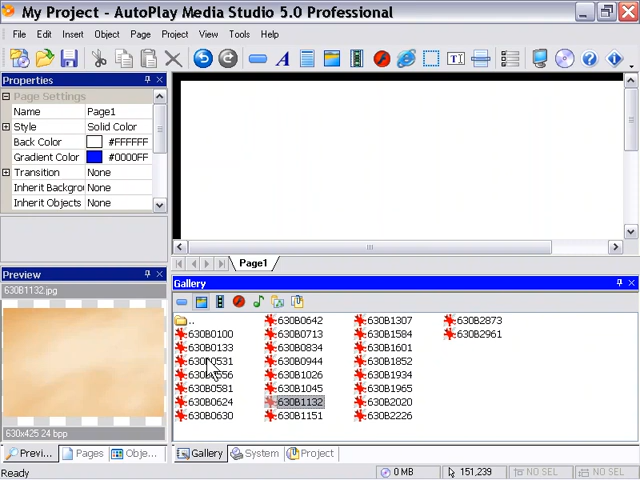 My Project - AutoPlay Media Studio 5.0 Professional
File Edit Insert Object Page Project View Tools Help
Properties
Page Settings
Name Page1
Style Solid Color
Back Color #FFFFFF
Gradient Color #0000FF
Transition None
Inherit Backgrou None
Inherit Objects None
Page1
Preview
630B1132.jpg
630x425 24 bpp
Gallery
.. 630B0642 630B1307 630B2873
630B0100 630B0713 630B1584 630B2961
630B0133 630B0834 630B1601
630B0531 630B0944 630B1852
630B1026 630B1934
630B0581 630B1045 630B1965
630B0624 630B1132 630B2020
630B0630 630B1151 630B2226
Previ... Pages Obje... Gallery System Project
Ready 0 MB 151,239 NO SEL NO SEL